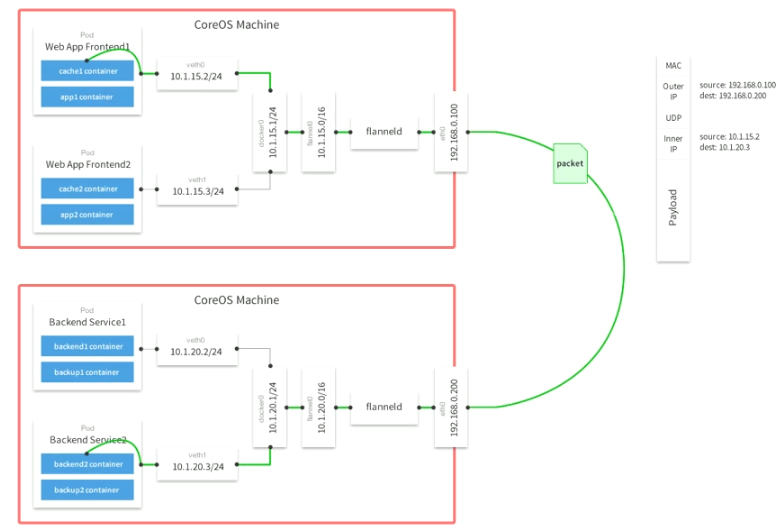 CoreOS Machine
Pod
Web App Frontend1
cache1 container
app1 container
veth0
10.1.15.2/24
Pod
Web App Frontend2
cache2 container
app2 container
veth1
10.1.15.3/24
docker0
10.1.15.1/24
flannel0
10.1.15.0/16
flanneld
eth0
192.168.0.100
packet
MAC
Outer
IP
source: 192.168.0.100
dest: 192.168.0.200
UDP
Inner
IP
source: 10.1.15.2
dest: 10.1.20.3
Payload
CoreOS Machine
Pod
Backend Service1
backend1 container
backup1 container
veth0
10.1.20.2/24
Pod
Backend Service2
backend2 container
backup2 container
veth1
10.1.20.3/24
docker0
10.1.20.1/24
flannel0
10.1.20.0/16
flanneld
eth0
192.168.0.200